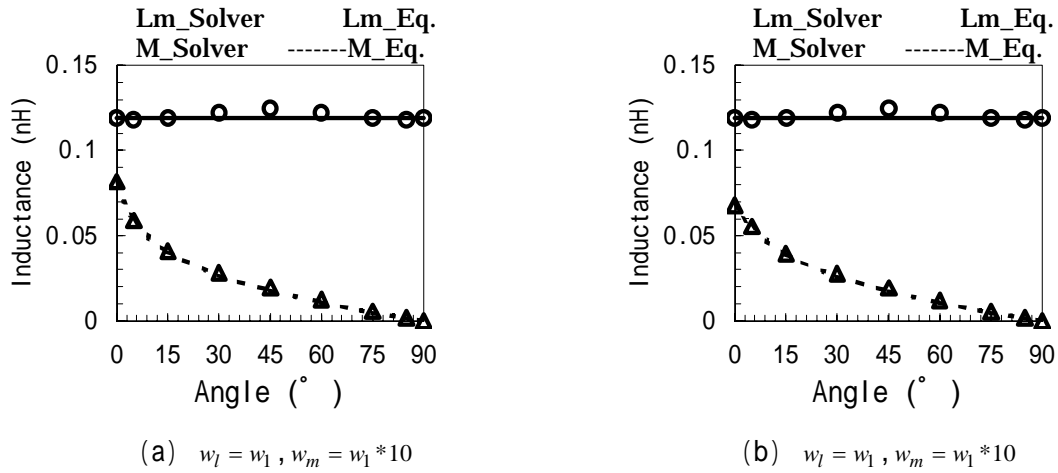 Lm_Solver Lm_Eq.
M_Solver M_Eq.
0.15
0.1
0.05
0
Inductance (nH)
0 15 30 45 60 75 90
Angle (° )
(a) w_l = w_1 , w_m = w_1 *10
Lm_Solver Lm_Eq.
M_Solver M_Eq.
0.15
0.1
0.05
0
Inductance (nH)
0 15 30 45 60 75 90
Angle (° )
(b) w_l = w_1 , w_m = w_1 *10